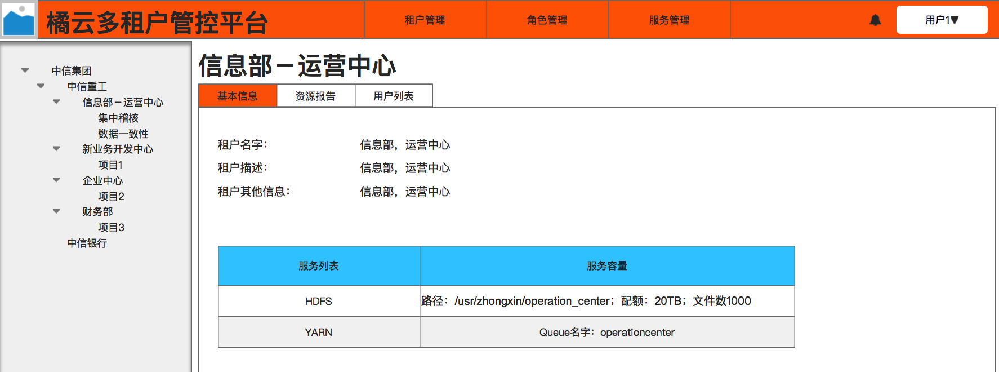 橘云多租户管控平台
租户管理
角色管理
服务管理
用户1▼
中信集团
中信重工
信息部－运营中心
集中稽核
数据一致性
新业务开发中心
项目1
企业中心
项目2
财务部
项目3
中信银行
信息部－运营中心
基本信息
资源报告
用户列表
租户名字： 信息部，运营中心
租户描述： 信息部，运营中心
租户其他信息： 信息部，运营中心
服务列表 服务容量
HDFS 路径：/usr/zhongxin/operation_center；配额：20TB；文件数1000
YARN Queue名字：operationcenter